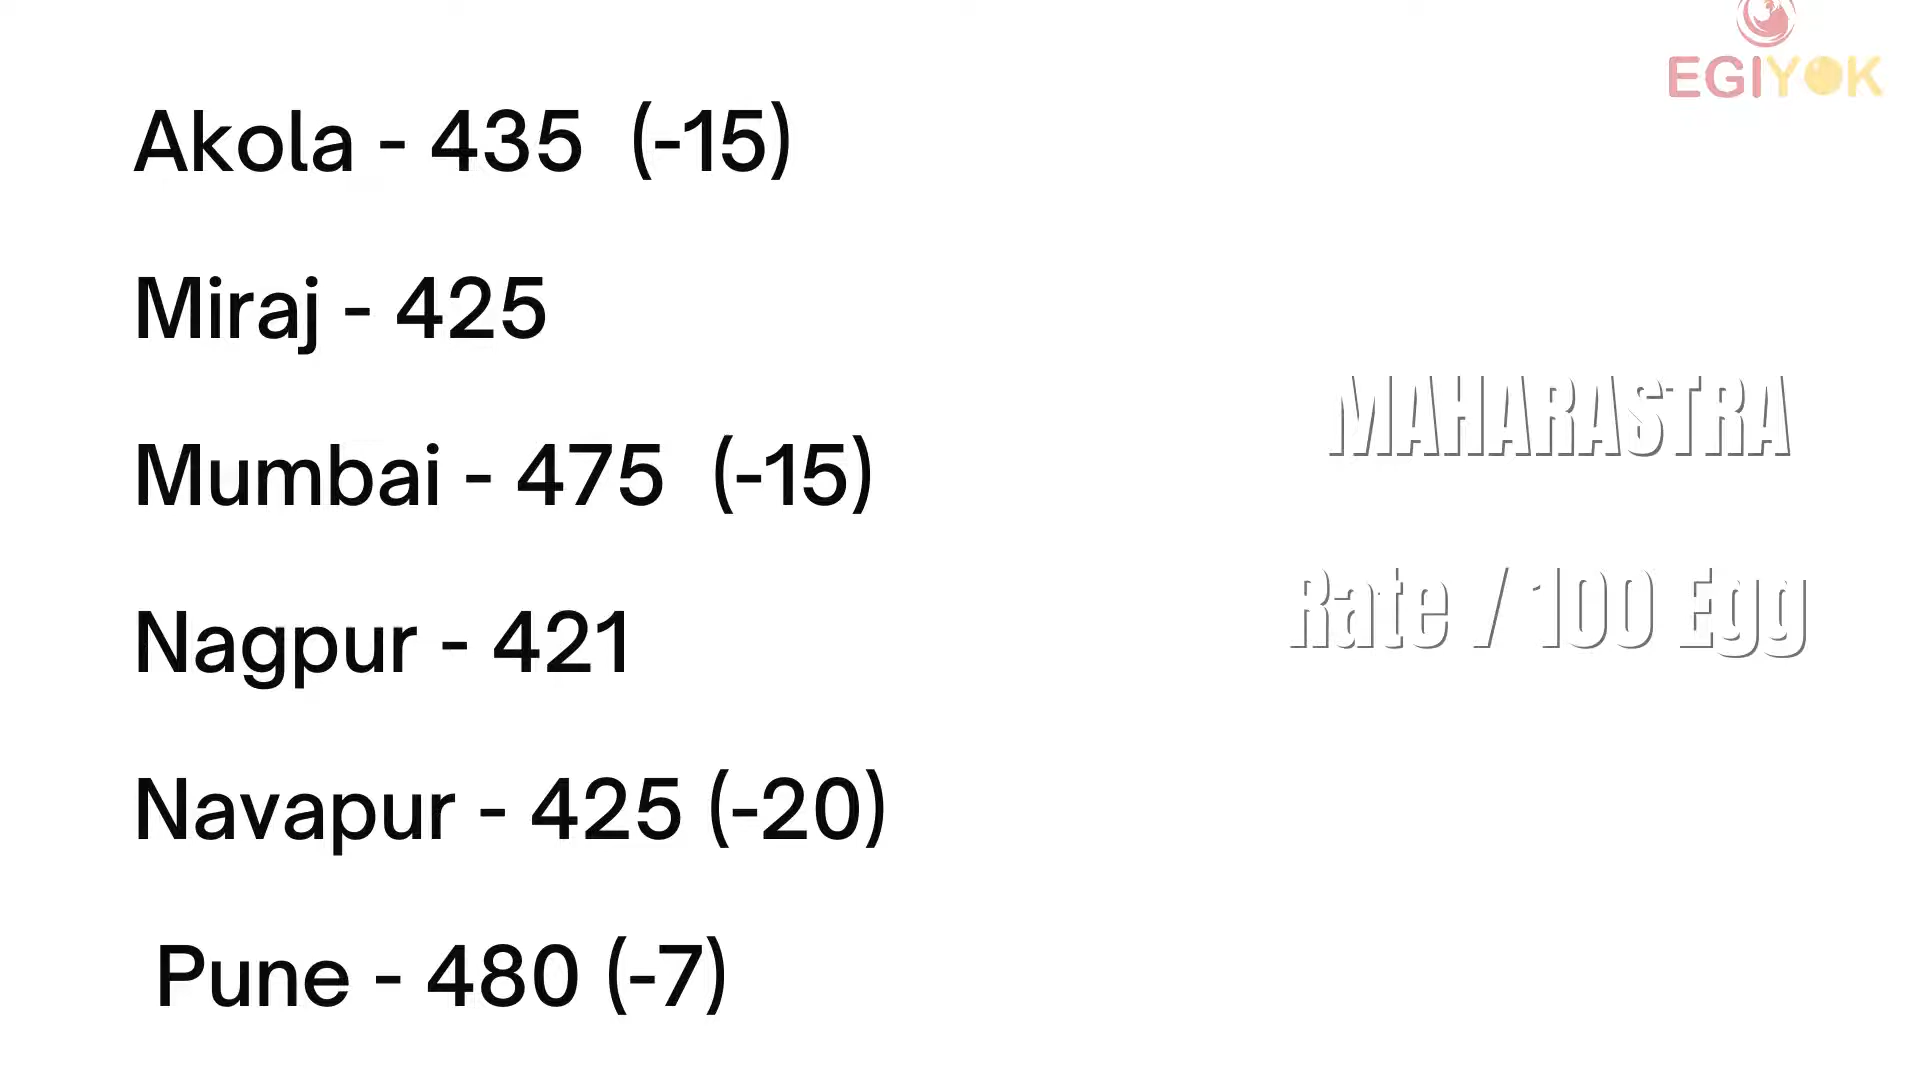 EGIYOK
Akola - 435 (-15)
Miraj - 425
Mumbai - 475 (-15)
Nagpur - 421
Navapur - 425 (-20)
Pune - 480 (-7)
MAHARASTRA
Rate / 100 Egg